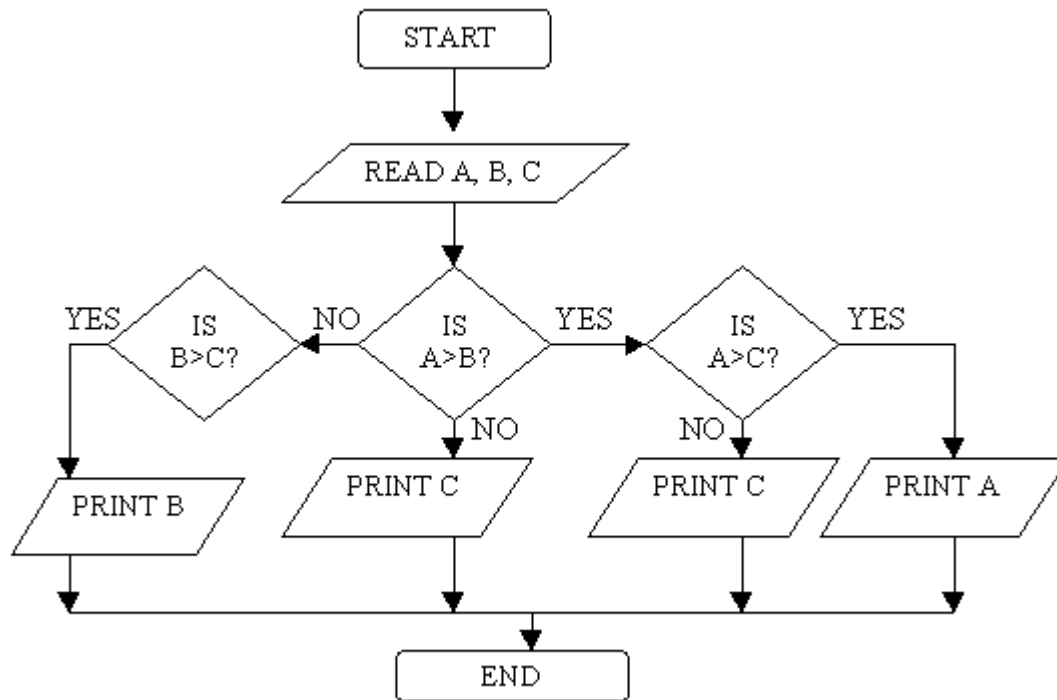 START
READ A, B, C
YES
IS
B>C?
NO
IS
A>B?
YES
IS
A>C?
YES
NO
NO
PRINT B
PRINT C
PRINT C
PRINT A
END